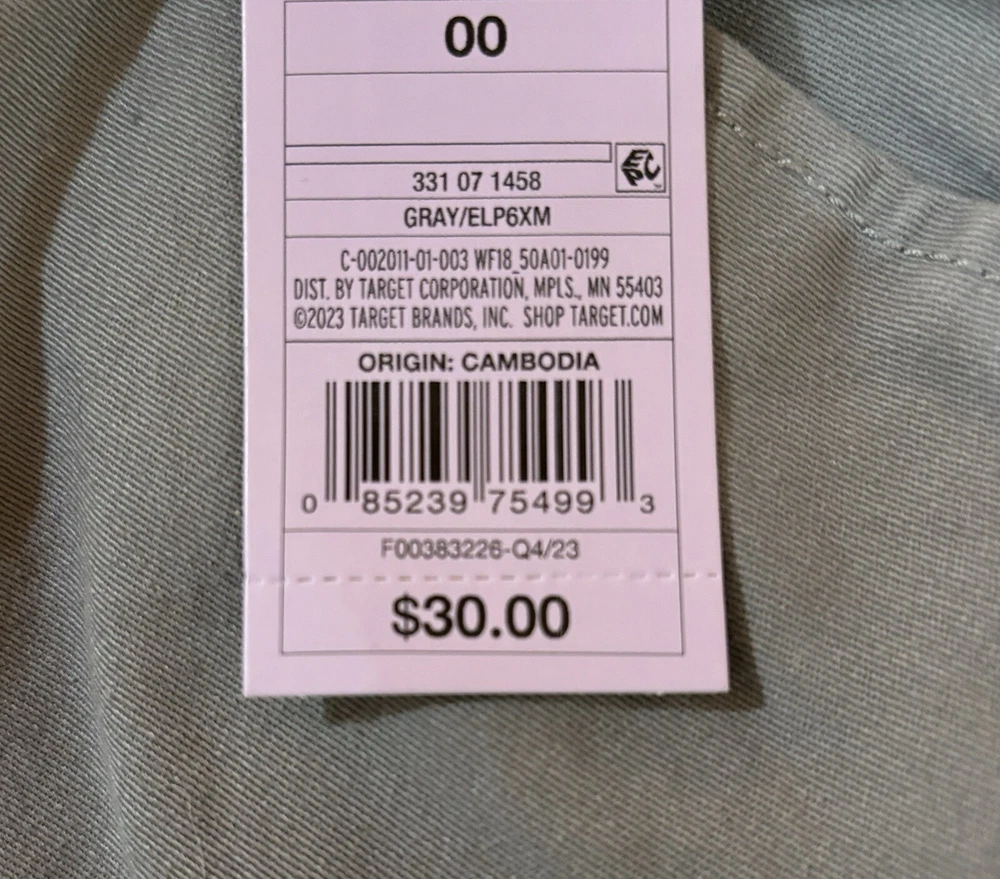 00
EPC
331 07 1458
GRAY/ELP6XM
C-002011-01-003 WF18_50A01-0199
DIST. BY TARGET CORPORATION, MPLS., MN 55403
©2023 TARGET BRANDS, INC. SHOP TARGET.COM
ORIGIN: CAMBODIA
0 85239 75499 3
F00383226-Q4/23
$30.00